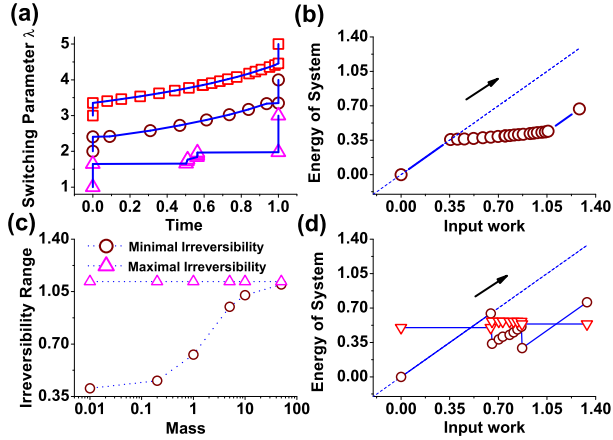 (a)
Switching Parameter λ
5
4
3
2
1
0.0 0.2 0.4 0.6 0.8 1.0
Time
(b)
Energy of System
1.40
1.05
0.70
0.35
0.00
0.00 0.35 0.70 1.05 1.40
Input work
(c)
Irreversibility Range
1.40
1.05
0.70
0.35
Minimal Irreversibility
Maximal Irreversibility
0.01 0.1 1 10 100
Mass
(d)
Energy of System
1.40
1.05
0.70
0.35
0.00
0.00 0.35 0.70 1.05 1.40
Input work